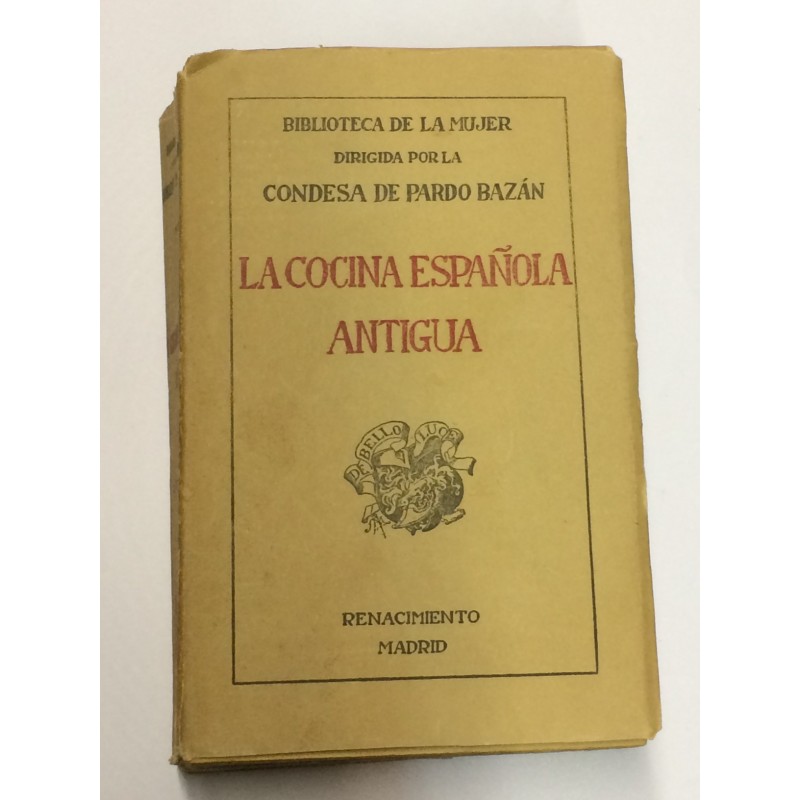 BIBLIOTECA DE LA MUJER
DIRIGIDA POR LA
CONDESA DE PARDO BAZÁN
LA COCINA ESPAÑOLA
ANTIGUA
DE BELLO LUCE
RENACIMIENTO
MADRID